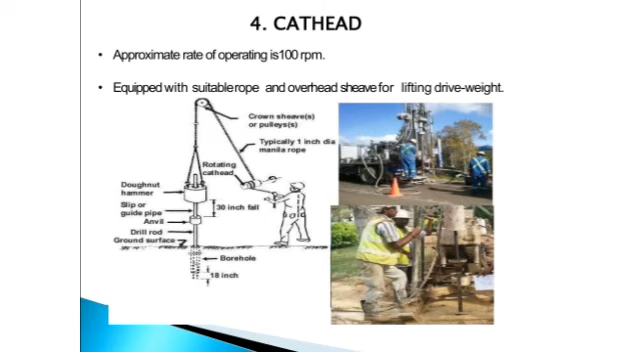 4. CATHEAD
• Approximate rate of operating is100 rpm.
• Equipped with suitable rope and overhead sheave for lifting drive-weight.
Crown sheave(s)
or pulleys(s)
Typically 1 inch dia
manila rope
Rotating
cathead
Doughnut
hammer
Slip or
guide pipe
30 inch fall
Anvil
Drill rod
Ground surface
Borehole
18 inch